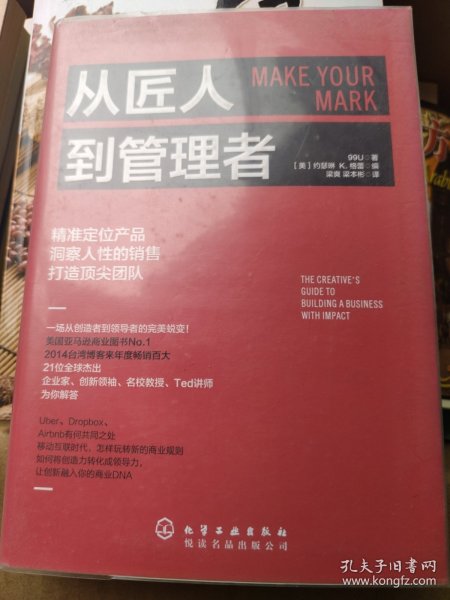 从匠人
到管理者
MAKE YOUR
MARK
99U 著
[美] 约瑟琳 K. 格雷 编
梁爽 梁本彬 译
精准定位产品
洞察人性的销售
打造顶尖团队
THE CREATIVE'S
GUIDE TO
BUILDING A BUSINESS
WITH IMPACT
一场从创造者到领导者的完美蜕变！
美国亚马逊商业图书No.1
2014台湾博客来年度畅销百大
21位全球杰出
企业家、创新领袖、名校教授、Ted讲师
为你解答
Uber、Dropbox、
Airbnb有何共同之处
移动互联时代，怎样玩转新的商业规则
如何将创造力转化成领导力，
让创新融入你的商业DNA
化学工业出版社
悦读名品出版公司
孔夫子旧书网
www.kongfz.com